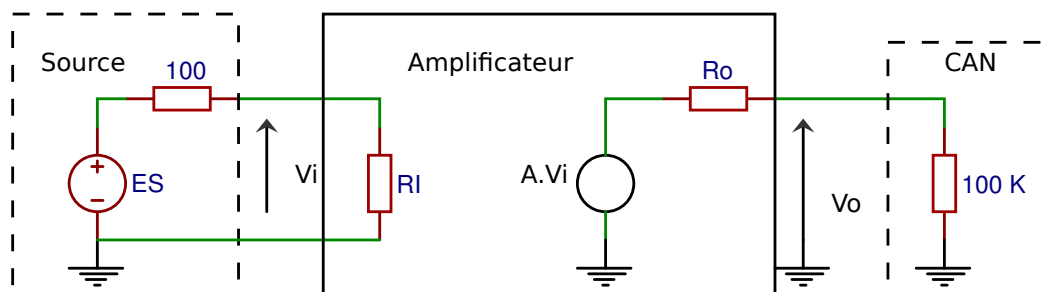 Source
Amplificateur
CAN
100
Ro
ES
Vi
RI
A.Vi
Vo
100 K